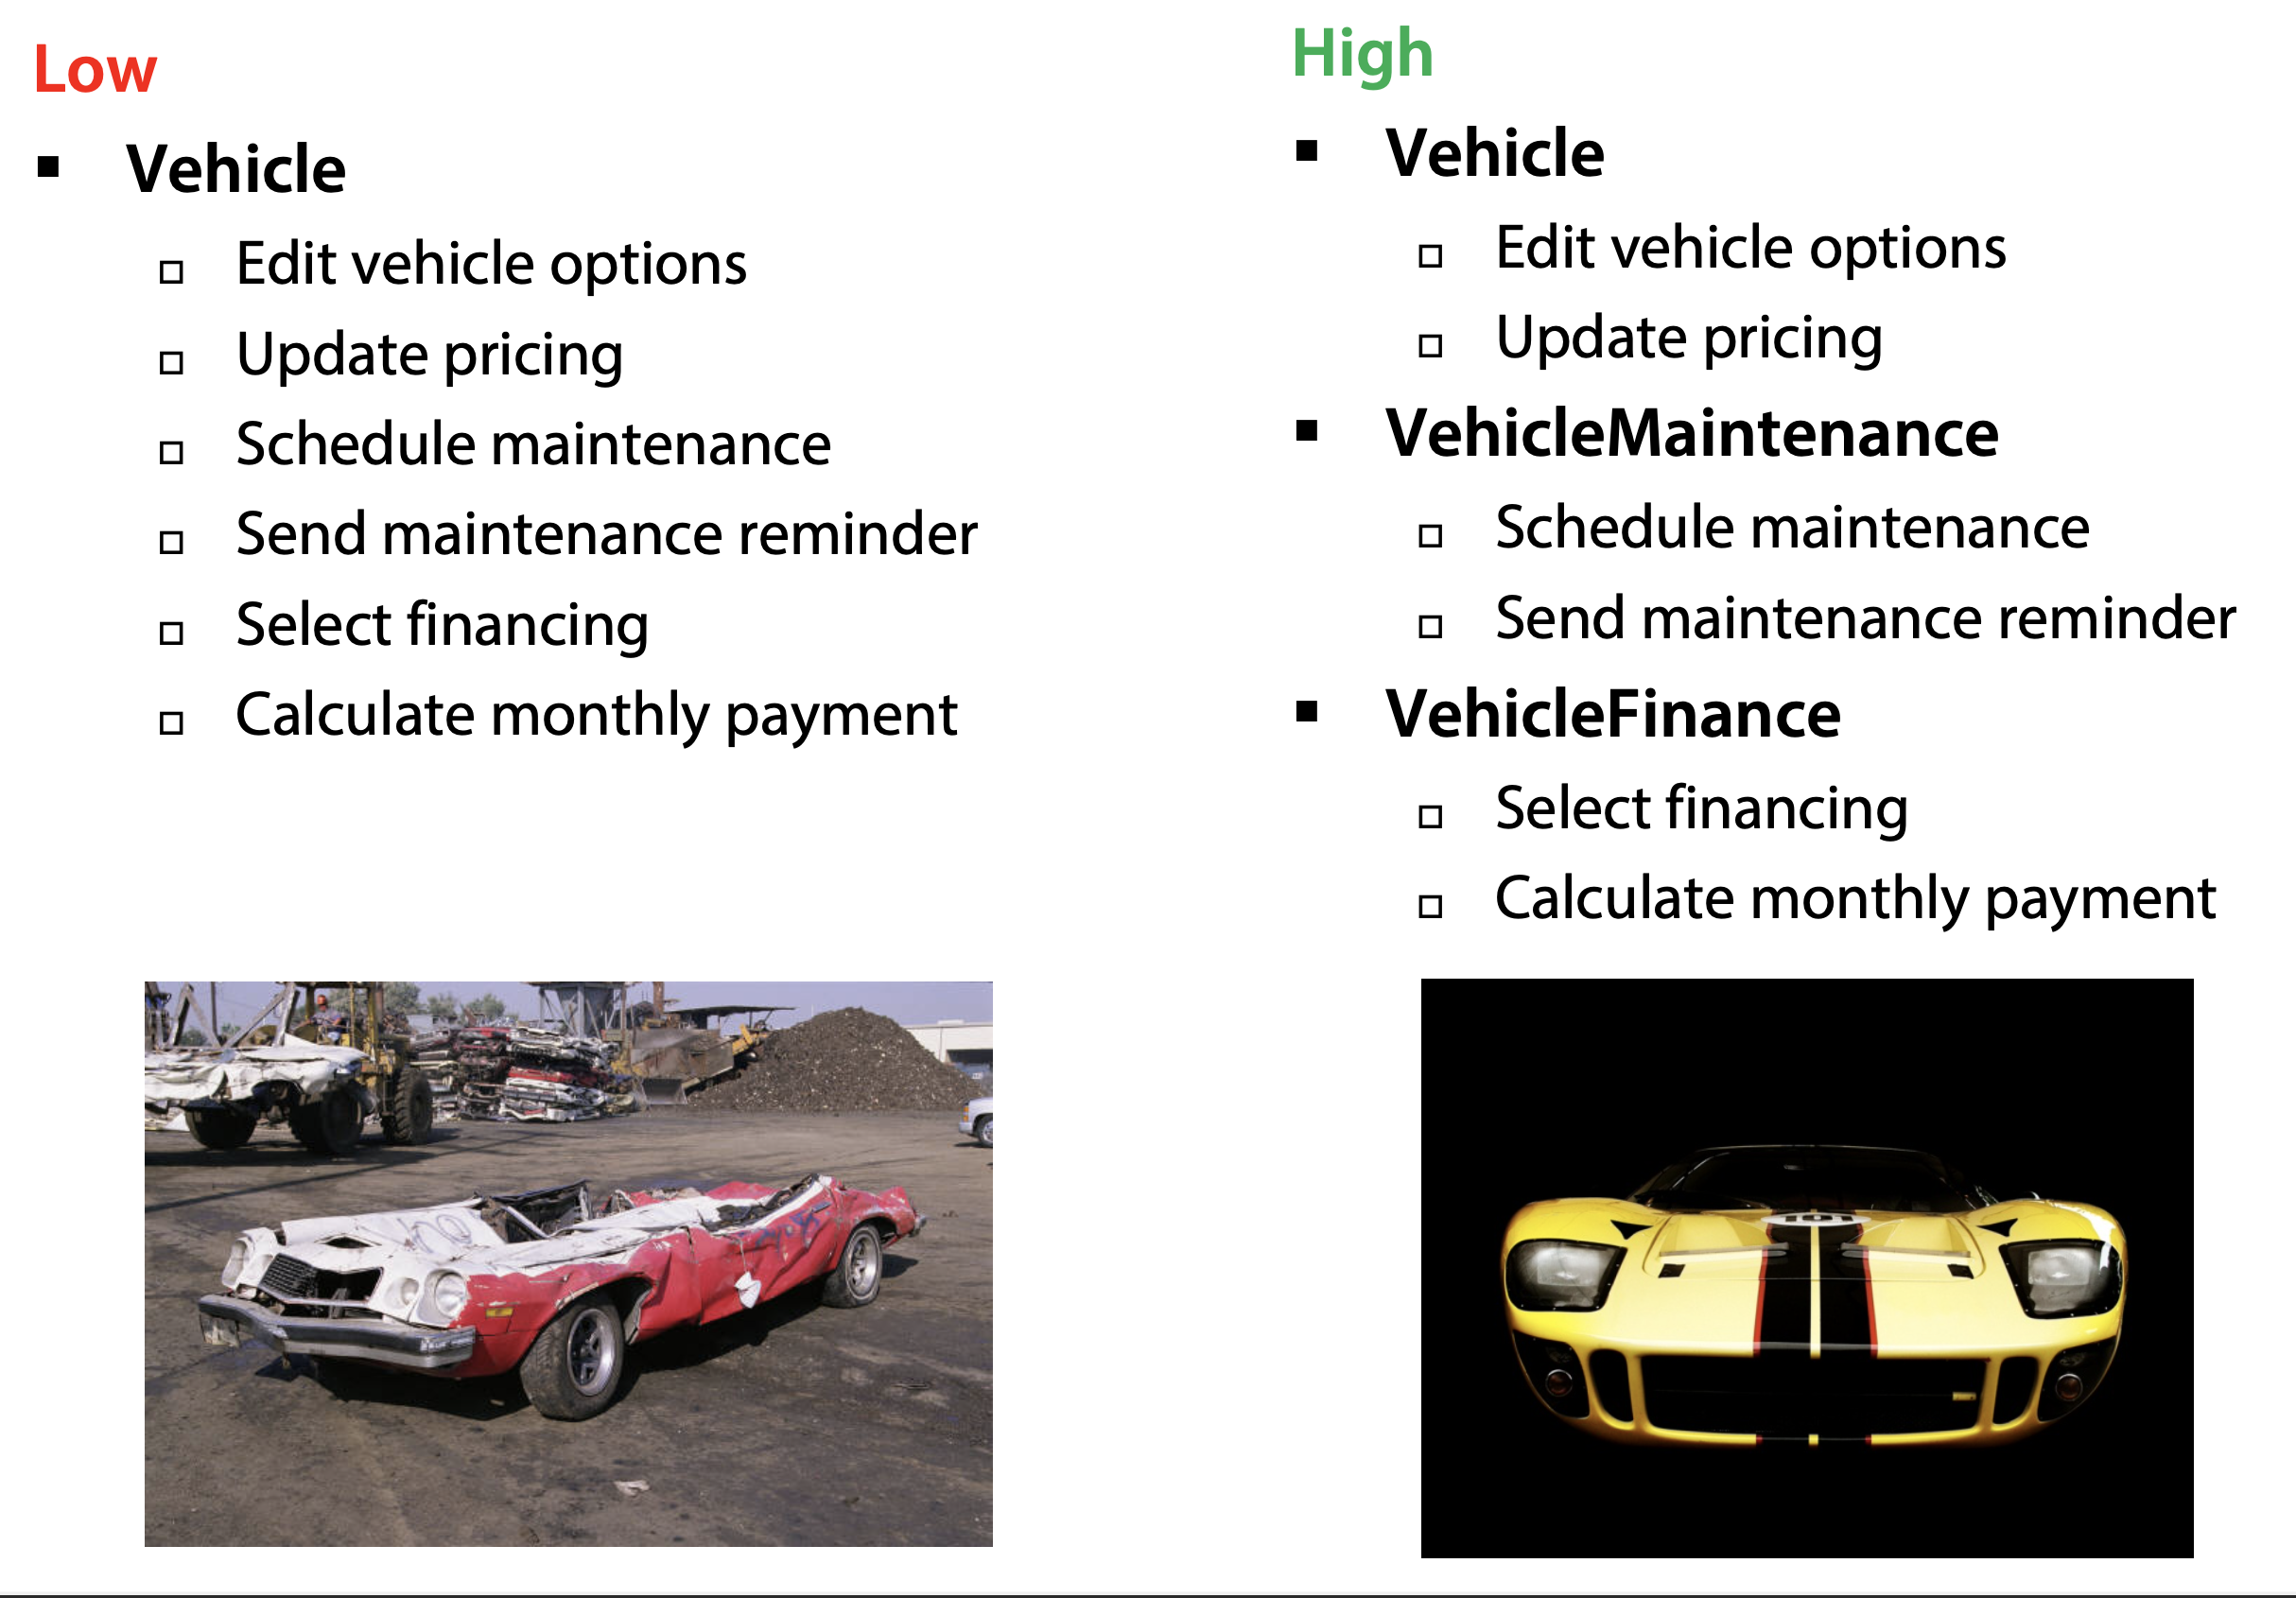 Low
Vehicle
Edit vehicle options
Update pricing
Schedule maintenance
Send maintenance reminder
Select financing
Calculate monthly payment
High
Vehicle
Edit vehicle options
Update pricing
VehicleMaintenance
Schedule maintenance
Send maintenance reminder
VehicleFinance
Select financing
Calculate monthly payment